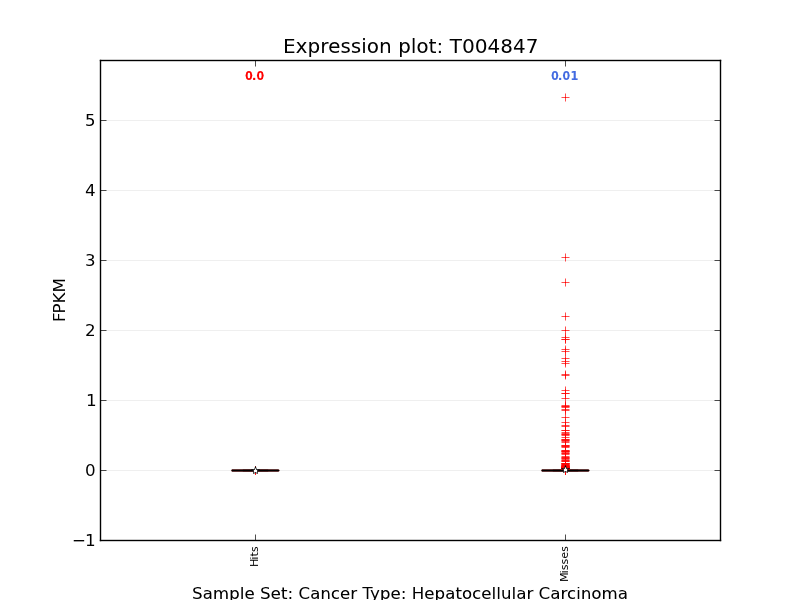 Expression plot: T004847
0.0
0.01
5
4
3
2
1
0
−1
FPKM
Hits
Misses
Sample Set: Cancer Type: Hepatocellular Carcinoma